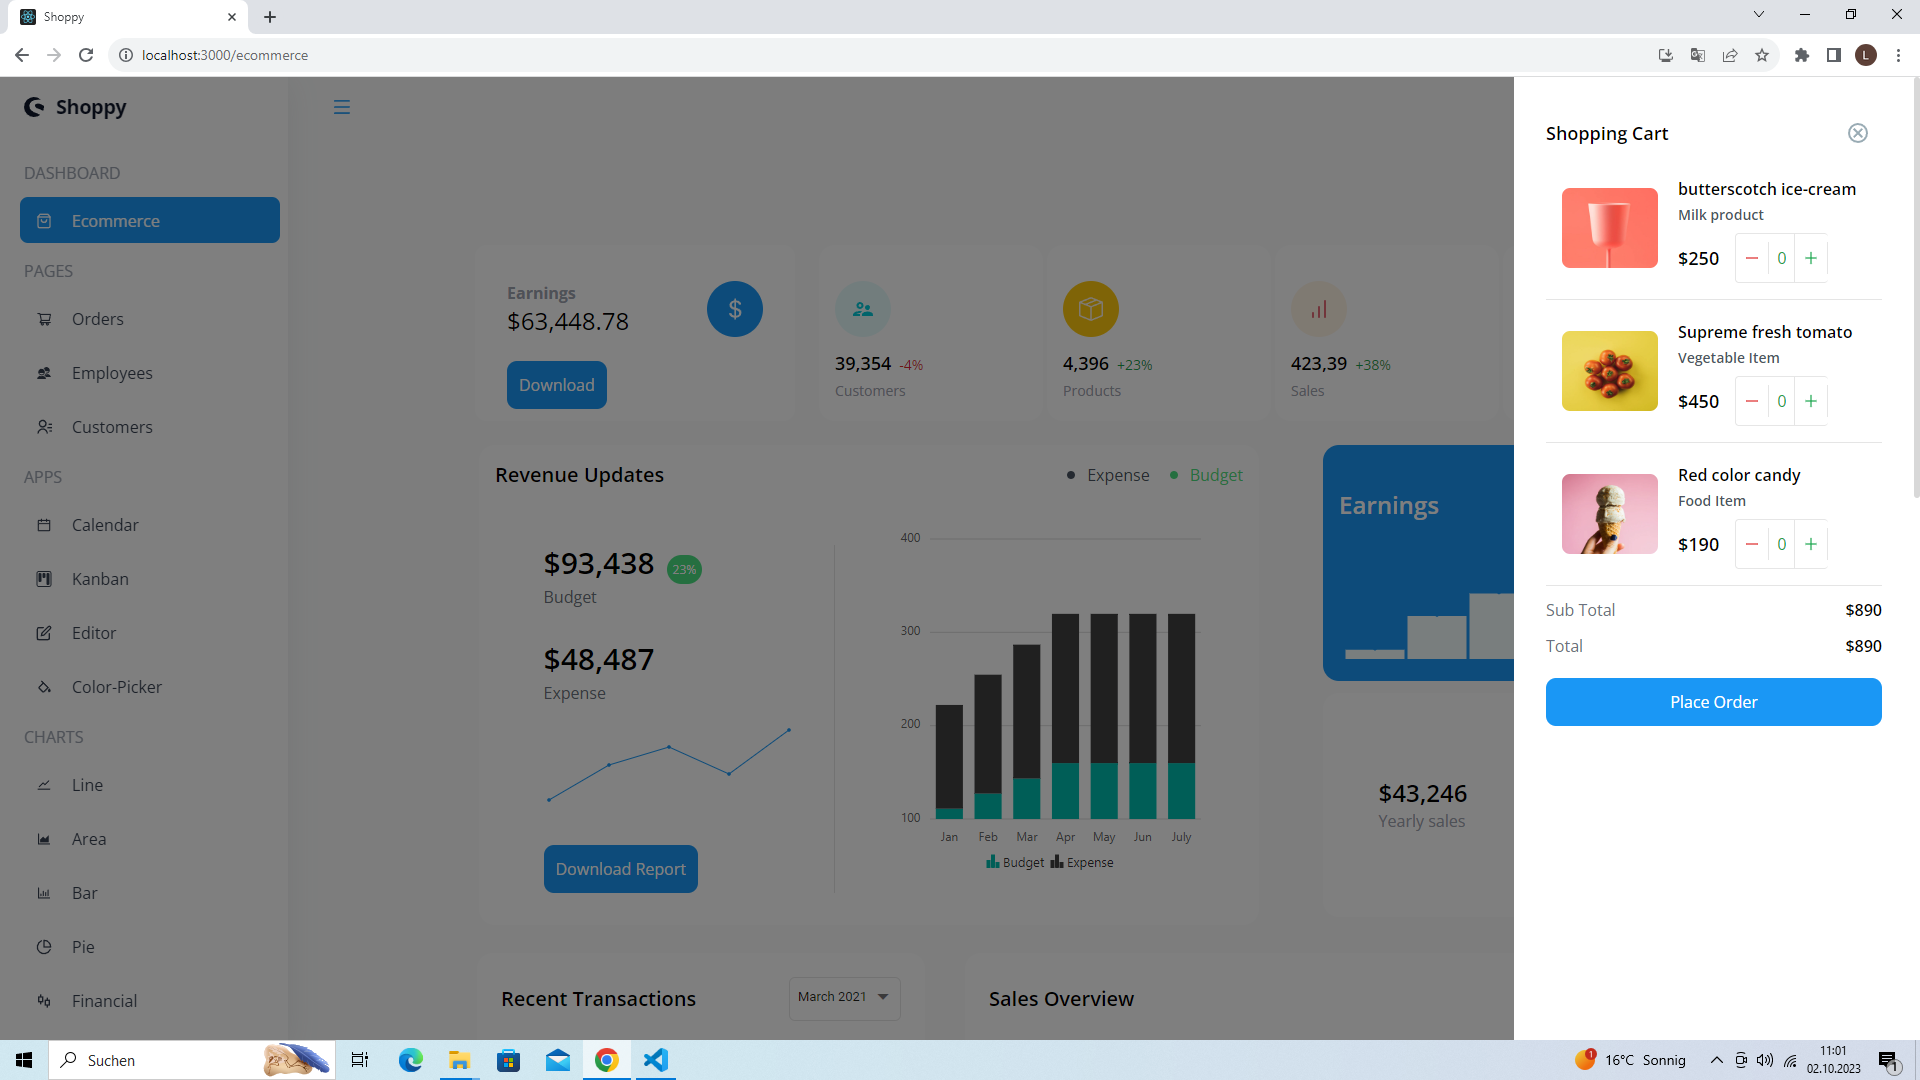 Shoppy
localhost:3000/ecommerce
L
Shoppy
DASHBOARD
Ecommerce
PAGES
Orders
Employees
Customers
APPS
Calendar
Kanban
Editor
Color-Picker
CHARTS
Line
Area
Bar
Pie
Financial
Earnings
$63,448.78
$
Download
39,354 -4%
Customers
4,396 +23%
Products
423,39 +38%
Sales
Revenue Updates
Expense
Budget
$93,438 23%
Budget
$48,487
Expense
Download Report
400
300
200
100
Jan Feb Mar Apr May Jun July
Budget Expense
Earnings
$43,246
Yearly sales
Recent Transactions
March 2021
Sales Overview
Shopping Cart
butterscotch ice-cream
Milk product
$250 − 0 +
Supreme fresh tomato
Vegetable Item
$450 − 0 +
Red color candy
Food Item
$190 − 0 +
Sub Total $890
Total $890
Place Order
Suchen
1
16°C Sonnig
11:01
02.10.2023
1